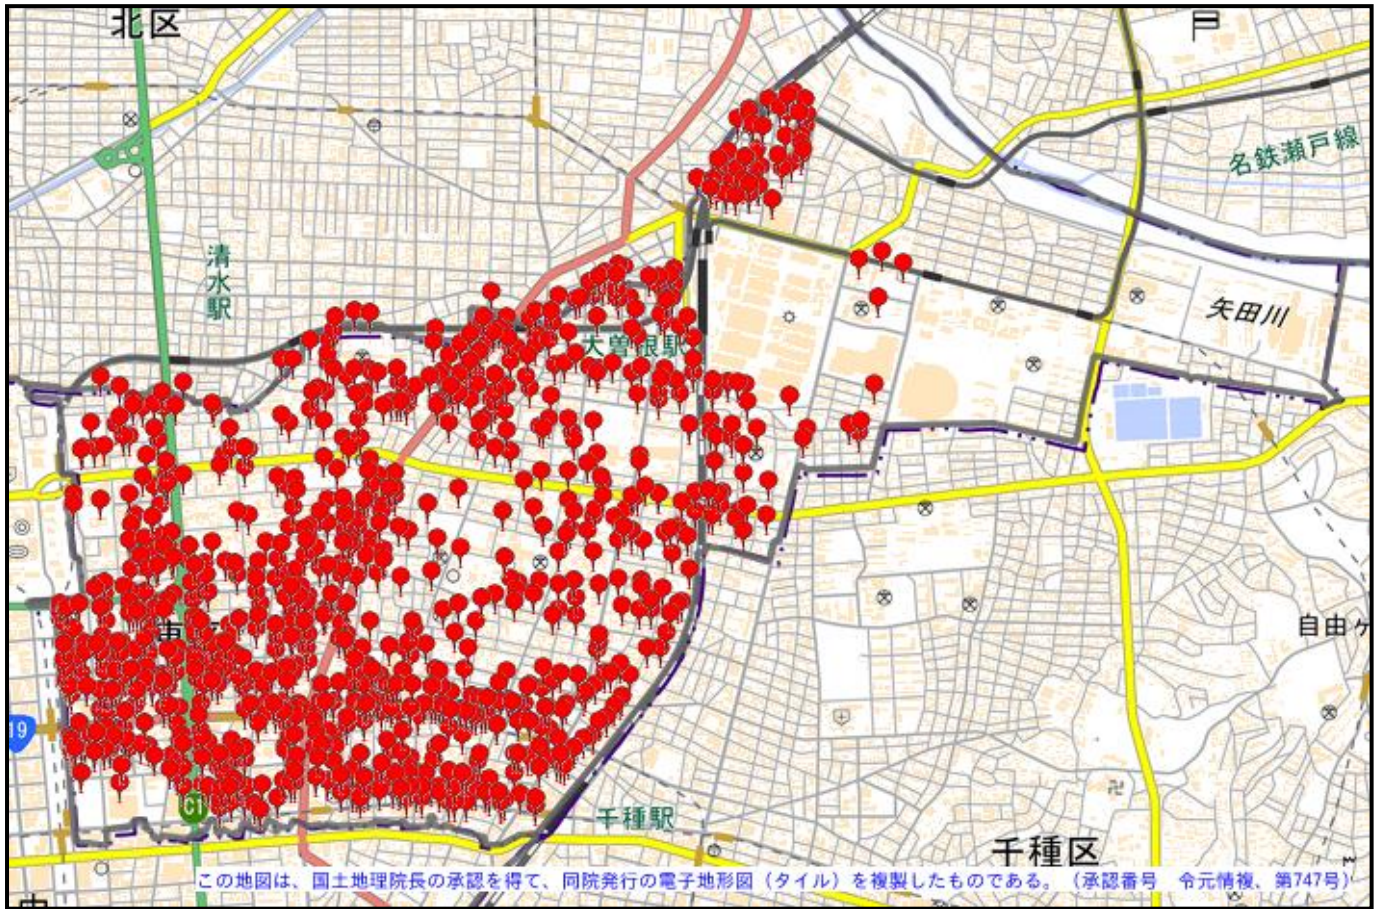 北区
戸
名鉄瀬戸線
清水駅
矢田川
大曽根駅
自由ヶ
19
C1
千種駅
千種区
この地図は、国土地理院長の承認を得て、同院発行の電子地形図（タイル）を複製したものである。（承認番号　令元情複、第747号）